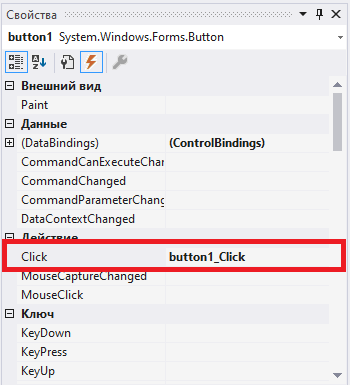 Свойства
button1 System.Windows.Forms.Button
Внешний вид
Paint
Данные
(DataBindings) (ControlBindings)
CommandCanExecuteChan
CommandChanged
CommandParameterChang
DataContextChanged
Действие
Click button1_Click
MouseCaptureChanged
MouseClick
Ключ
KeyDown
KeyPress
KeyUp